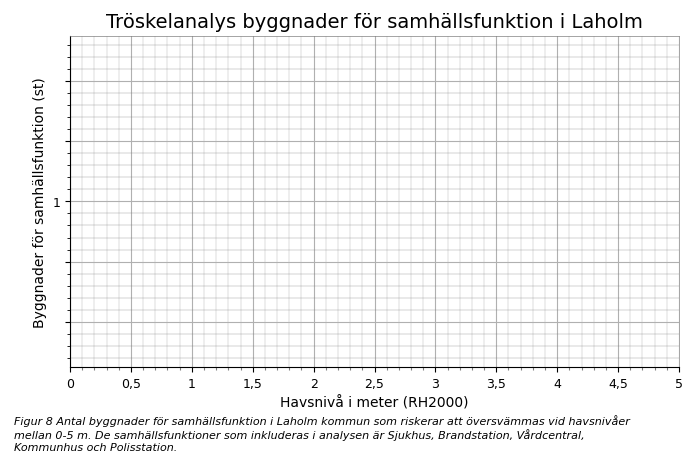 Tröskelanalys byggnader för samhällsfunktion i Laholm
Byggnader för samhällsfunktion (st)
1
0 0,5 1 1,5 2 2,5 3 3,5 4 4,5 5
Havsnivå i meter (RH2000)
Figur 8 Antal byggnader för samhällsfunktion i Laholm kommun som riskerar att översvämmas vid havsnivåer
mellan 0-5 m. De samhällsfunktioner som inkluderas i analysen är Sjukhus, Brandstation, Vårdcentral,
Kommunhus och Polisstation.